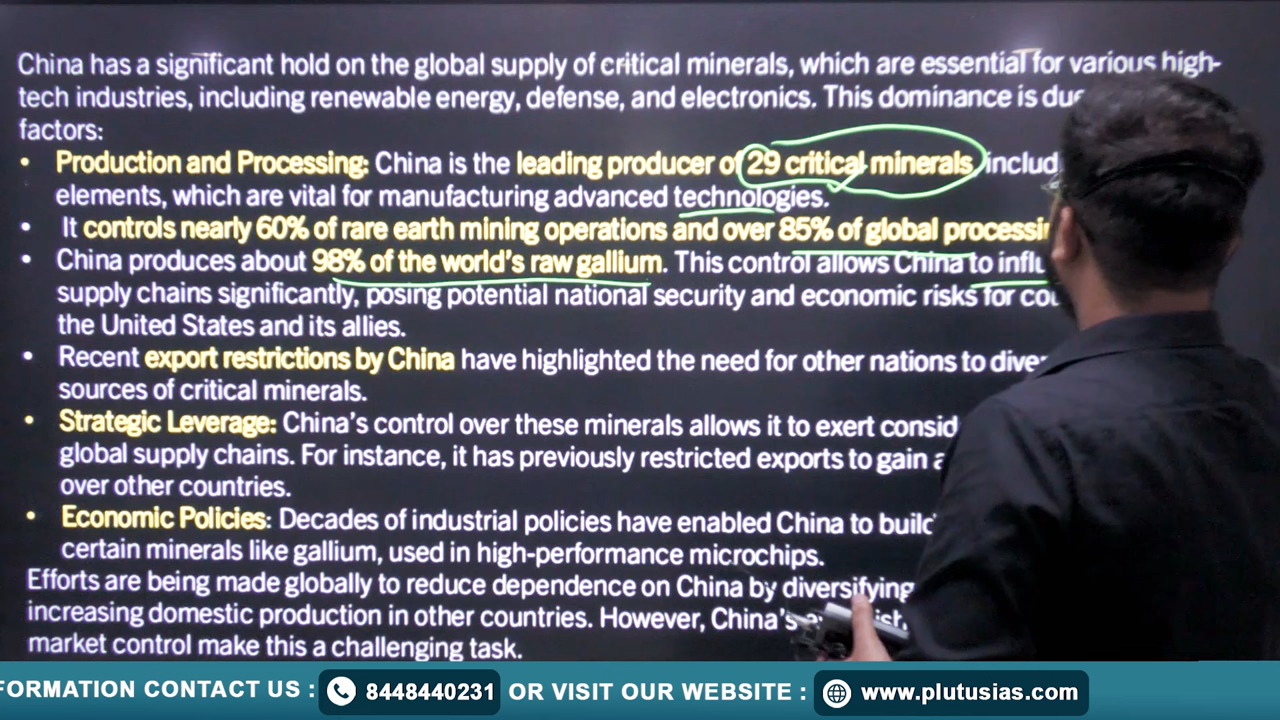 China has a significant hold on the global supply of critical minerals, which are essential for various high-
tech industries, including renewable energy, defense, and electronics. This dominance is due
factors:
• Production and Processing: China is the leading producer of 29 critical minerals, includ
elements, which are vital for manufacturing advanced technologies.
• It controls nearly 60% of rare earth mining operations and over 85% of global processi
• China produces about 98% of the world's raw gallium. This control allows China to influ
supply chains significantly, posing potential national security and economic risks for cou
the United States and its allies.
• Recent export restrictions by China have highlighted the need for other nations to dive
sources of critical minerals.
• Strategic Leverage: China's control over these minerals allows it to exert consid
global supply chains. For instance, it has previously restricted exports to gain a
over other countries.
• Economic Policies: Decades of industrial policies have enabled China to build
certain minerals like gallium, used in high-performance microchips.
Efforts are being made globally to reduce dependence on China by diversifying
increasing domestic production in other countries. However, China's
market control make this a challenging task.
FORMATION CONTACT US : 8448440231 OR VISIT OUR WEBSITE : www.plutusias.com